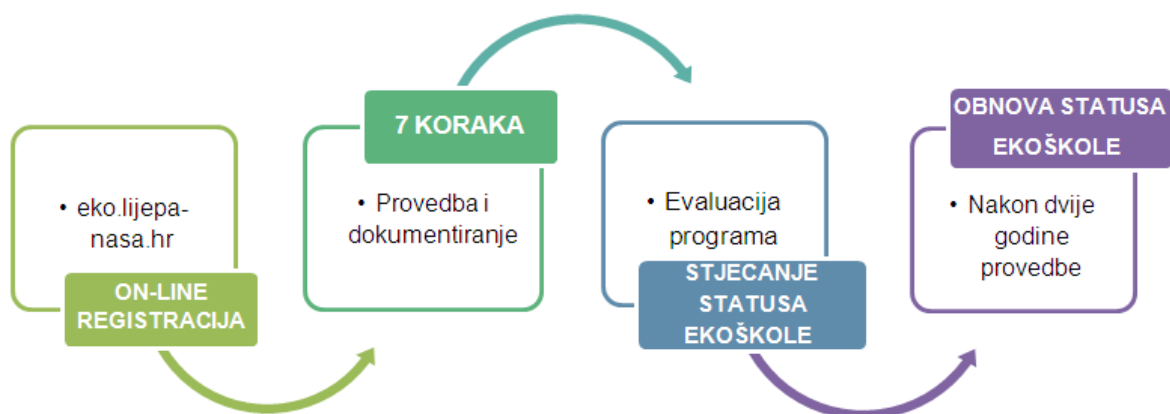 • eko.lijepa-
nasa.hr
ON-LINE
REGISTRACIJA
7 KORAKA
• Provedba i
dokumentiranje
• Evaluacija
programa
STJECANJE
STATUSA
EKOŠKOLE
OBNOVA STATUSA
EKOŠKOLE
• Nakon dvije
godine
provedbe